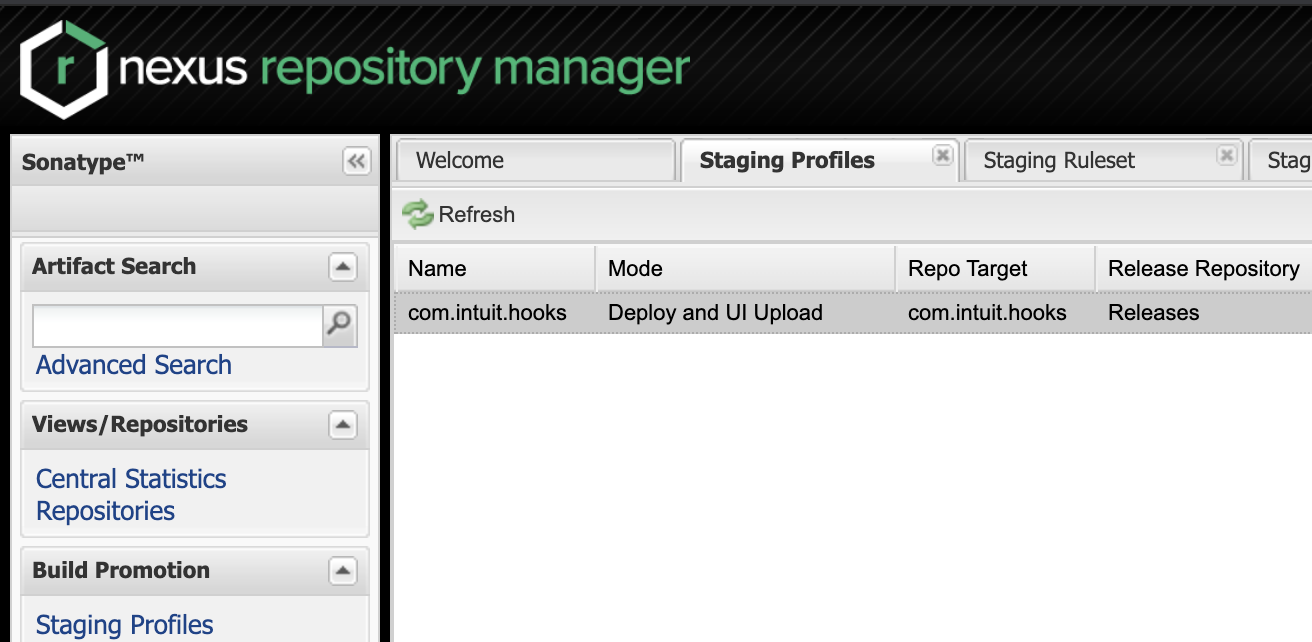 nexus repository manager
Sonatype™
Welcome
Staging Profiles
Staging Ruleset
Stag
Refresh
Artifact Search
Advanced Search
Views/Repositories
Central Statistics
Repositories
Build Promotion
Staging Profiles
Name Mode Repo Target Release Repository
com.intuit.hooks Deploy and UI Upload com.intuit.hooks Releases